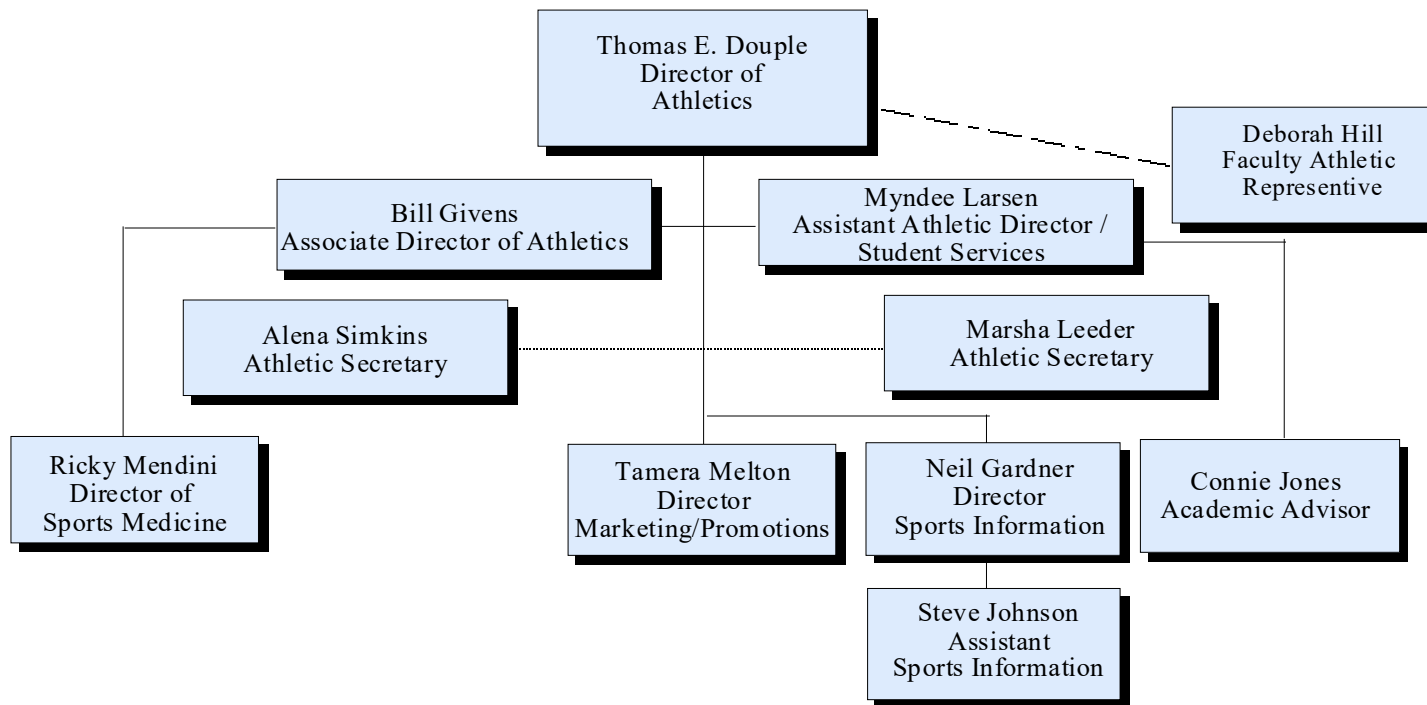 Thomas E. Douple
Director of
Athletics
Deborah Hill
Faculty Athletic
Representive
Bill Givens
Associate Director of Athletics
Myndee Larsen
Assistant Athletic Director /
Student Services
Alena Simkins
Athletic Secretary
Marsha Leeder
Athletic Secretary
Ricky Mendini
Director of
Sports Medicine
Tamera Melton
Director
Marketing/Promotions
Neil Gardner
Director
Sports Information
Connie Jones
Academic Advisor
Steve Johnson
Assistant
Sports Information